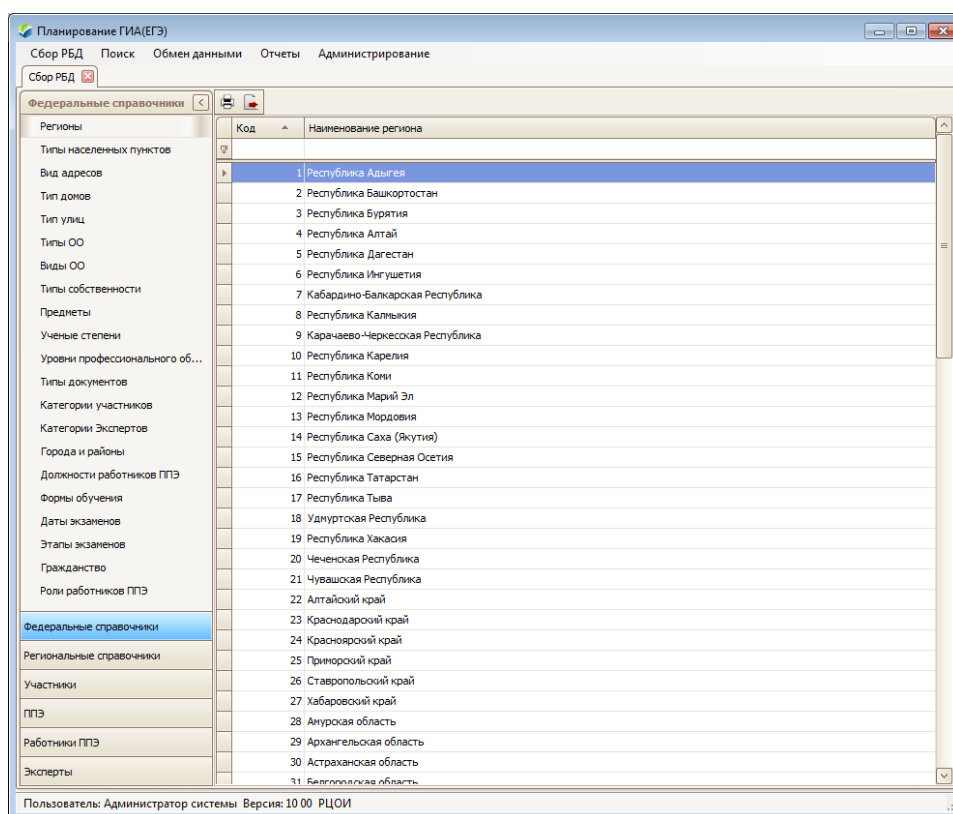 Планирование ГИА(ЕГЭ)
Сбор РБД Поиск Обмен данными Отчеты Администрирование
Сбор РБД
Федеральные справочники
Регионы
Типы населенных пунктов
Вид адресов
Тип домов
Тип улиц
Типы ОО
Виды ОО
Типы собственности
Предметы
Ученые степени
Уровни профессионального об...
Типы документов
Категории участников
Категории Экспертов
Города и районы
Должности работников ППЭ
Формы обучения
Даты экзаменов
Этапы экзаменов
Гражданство
Роли работников ППЭ
Федеральные справочники
Региональные справочники
Участники
ППЭ
Работники ППЭ
Эксперты
Код Наименование региона
1 Республика Адыгея
2 Республика Башкортостан
3 Республика Бурятия
4 Республика Алтай
5 Республика Дагестан
6 Республика Ингушетия
7 Кабардино-Балкарская Республика
8 Республика Калмыкия
9 Карачаево-Черкесская Республика
10 Республика Карелия
11 Республика Коми
12 Республика Марий Эл
13 Республика Мордовия
14 Республика Саха (Якутия)
15 Республика Северная Осетия
16 Республика Татарстан
17 Республика Тыва
18 Удмуртская Республика
19 Республика Хакасия
20 Чеченская Республика
21 Чувашская Республика
22 Алтайский край
23 Краснодарский край
24 Красноярский край
25 Приморский край
26 Ставропольский край
27 Хабаровский край
28 Амурская область
29 Архангельская область
30 Астраханская область
31 Белгородская область
Пользователь: Администратор системы Версия: 10 00 РЦОИ